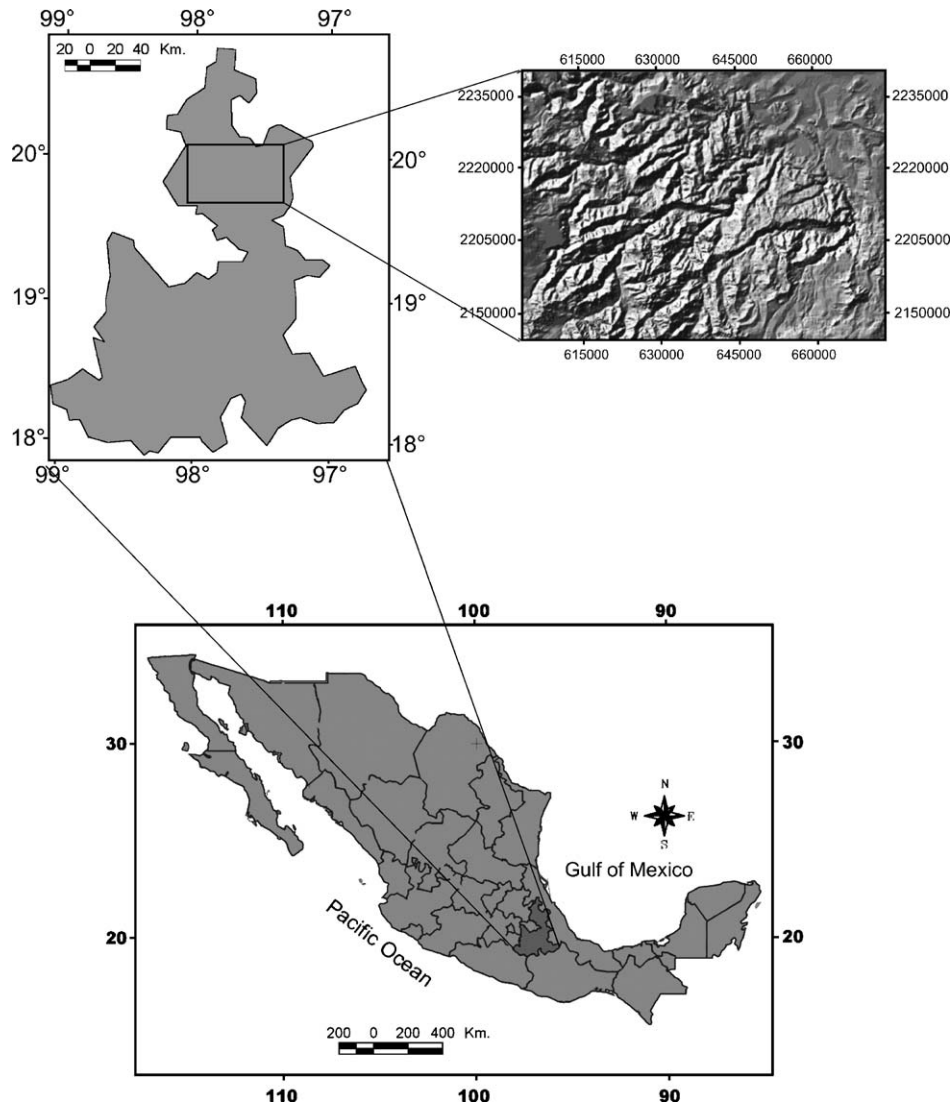 99° 98° 97°
20 0 20 40 Km.
20° 20°
19° 19°
18° 18°
99° 98° 97°
615000 630000 645000 660000
2235000 2235000
2220000 2220000
2205000 2205000
2150000 2150000
615000 630000 645000 660000
110 100 90
30 30
N
W E
S
Gulf of Mexico
Pacific Ocean
20 20
200 0 200 400 Km.
110 100 90